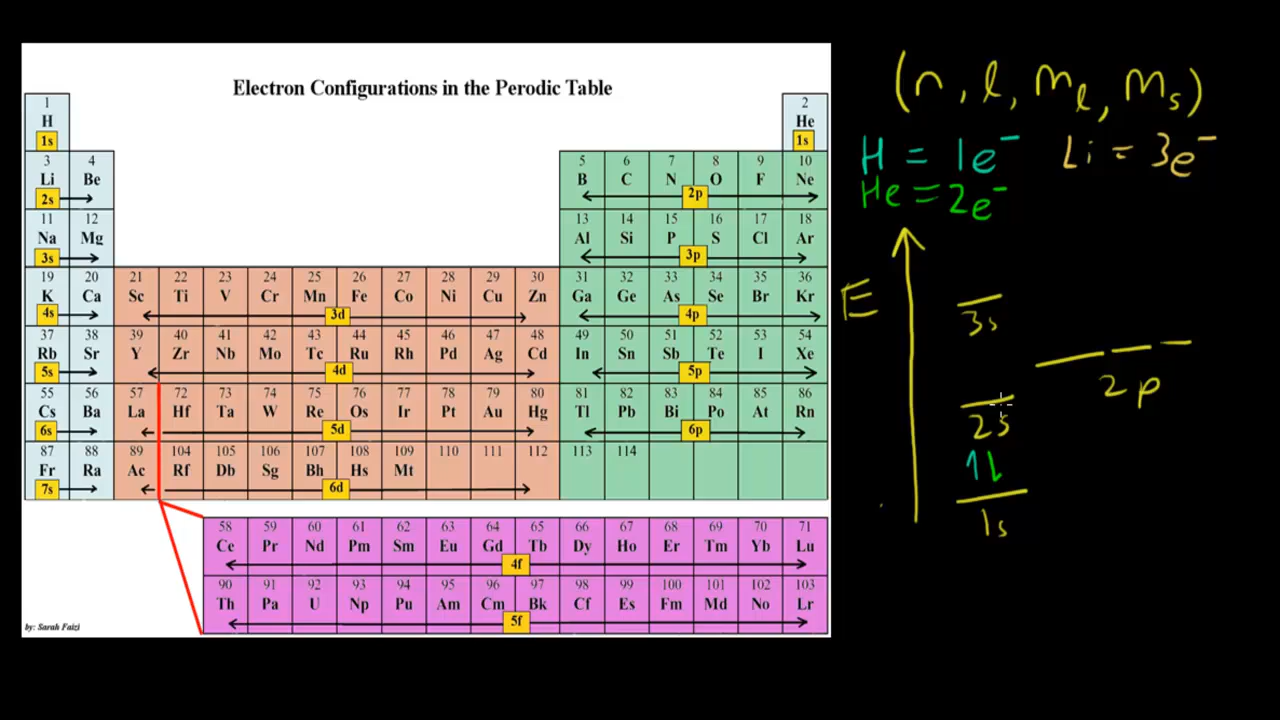 Electron Configurations in the Perodic Table
1 2
H He
1s 1s
3 4 5 6 7 8 9 10
Li Be B C N O F Ne
2s 2p
11 12 13 14 15 16 17 18
Na Mg Al Si P S Cl Ar
3s 3p
19 20 21 22 23 24 25 26 27 28 29 30 31 32 33 34 35 36
K Ca Sc Ti V Cr Mn Fe Co Ni Cu Zn Ga Ge As Se Br Kr
4s 3d 4p
37 38 39 40 41 42 43 44 45 46 47 48 49 50 51 52 53 54
Rb Sr Y Zr Nb Mo Tc Ru Rh Pd Ag Cd In Sn Sb Te I Xe
5s 4d 5p
55 56 57 72 73 74 75 76 77 78 79 80 81 82 83 84 85 86
Cs Ba La Hf Ta W Re Os Ir Pt Au Hg Tl Pb Bi Po At Rn
6s 5d 6p
87 88 89 104 105 106 107 108 109 110 111 112 113 114
Fr Ra Ac Rf Db Sg Bh Hs Mt
7s 6d
58 59 60 61 62 63 64 65 66 67 68 69 70 71
Ce Pr Nd Pm Sm Eu Gd Tb Dy Ho Er Tm Yb Lu
4f
90 91 92 93 94 95 96 97 98 99 100 101 102 103
Th Pa U Np Pu Am Cm Bk Cf Es Fm Md No Lr
5f
by: Sarah Faizi
(n, l, mₗ, mₛ)
H = 1e⁻ Li = 3e⁻
He = 2e⁻
E
3s
2p
2s
1s